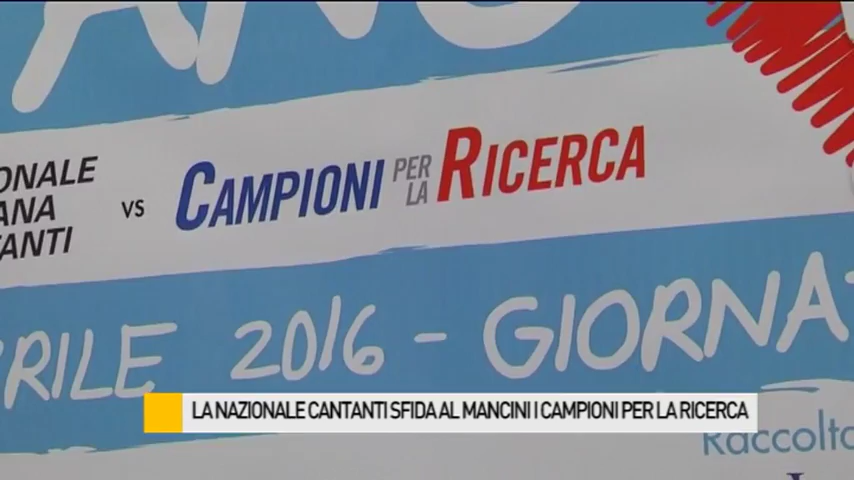 ONALE
ANA
ANTI
VS
CAMPIONI PER LA RICERCA
RILE 2016 - GIORNA
LA NAZIONALE CANTANTI SFIDA AL MANCINI I CAMPIONI PER LA RICERCA
Raccolta